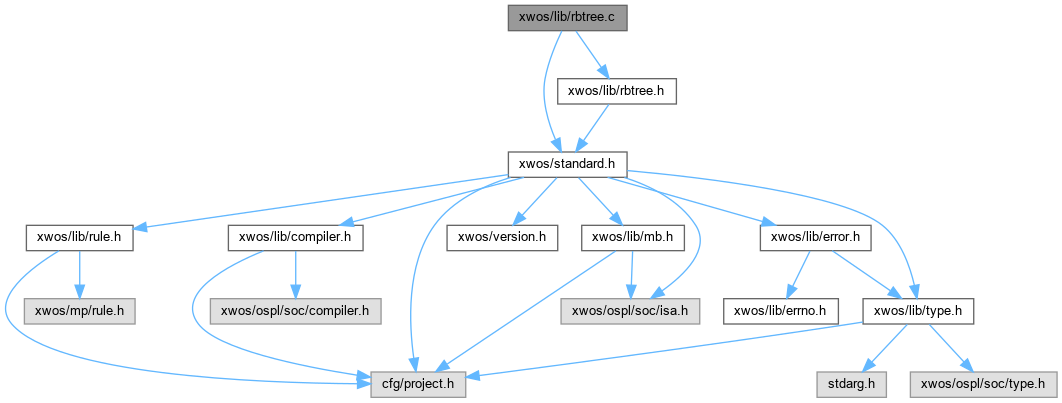 xwos/lib/rbtree.c
xwos/lib/rbtree.h
xwos/standard.h
xwos/lib/rule.h
xwos/lib/compiler.h
xwos/version.h
xwos/lib/mb.h
xwos/lib/error.h
xwos/mp/rule.h
xwos/ospl/soc/compiler.h
xwos/ospl/soc/isa.h
xwos/lib/errno.h
xwos/lib/type.h
cfg/project.h
stdarg.h
xwos/ospl/soc/type.h